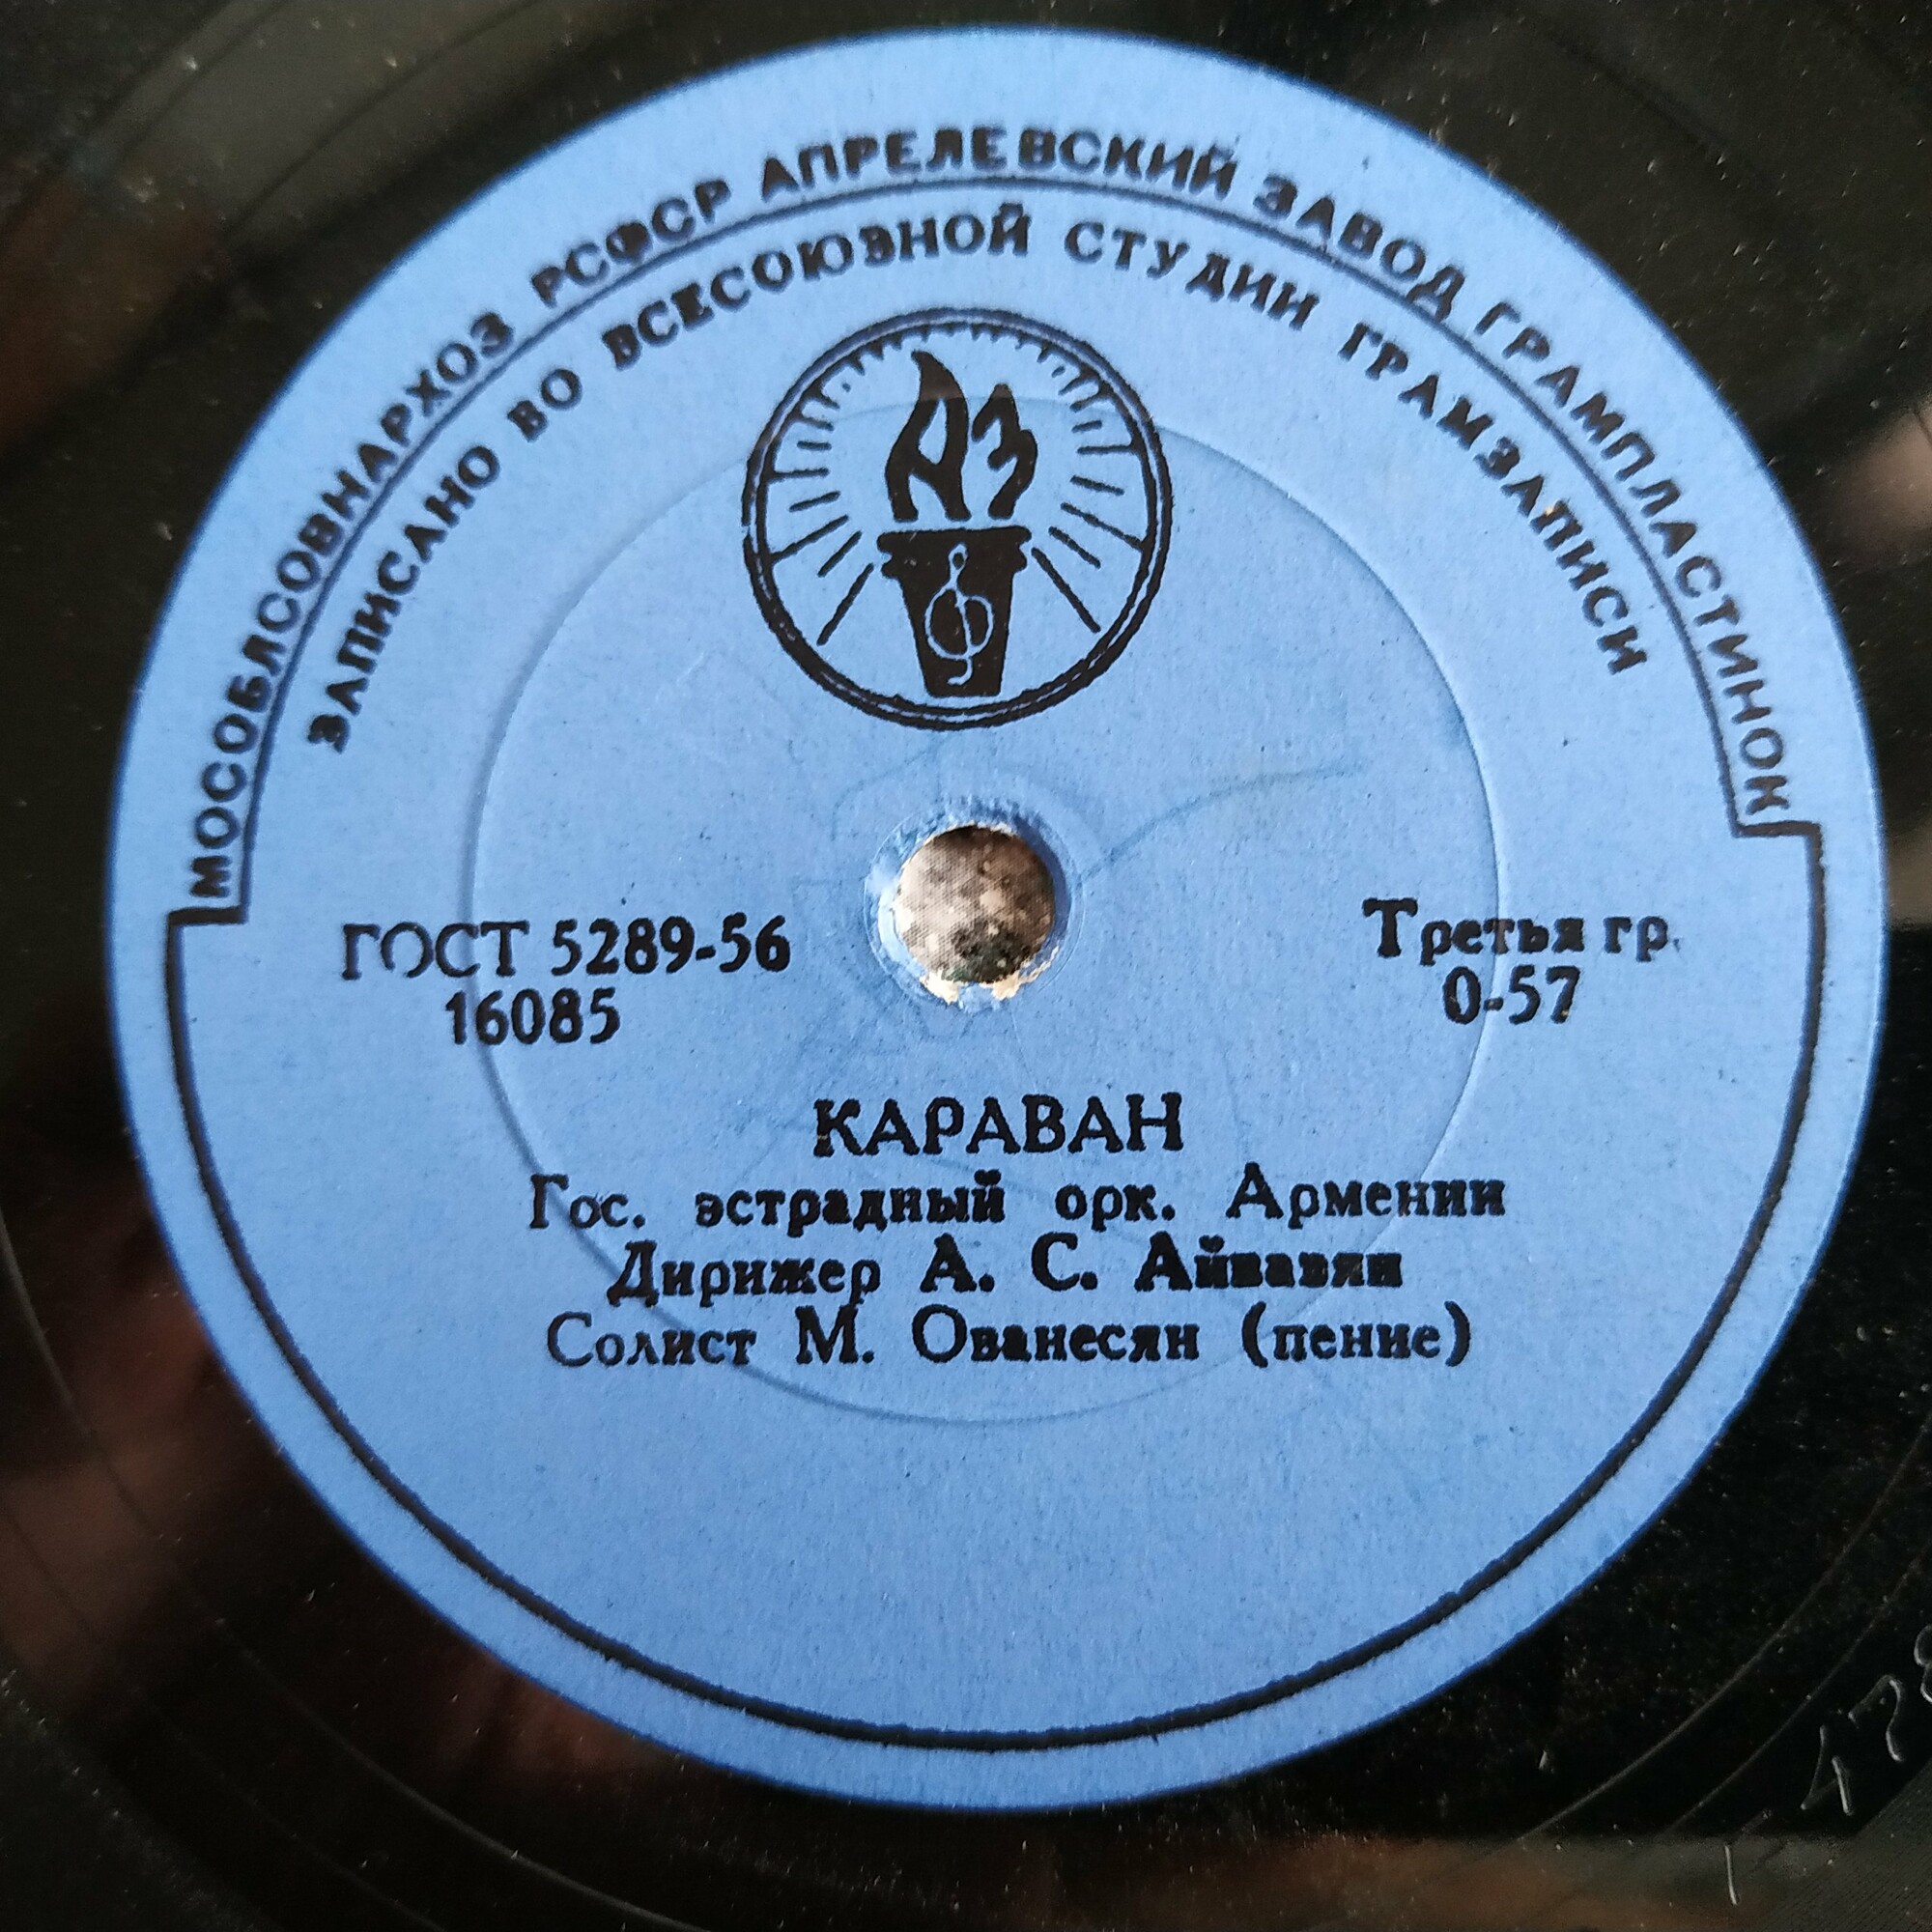 МОСОБЛСОВНАРХОЗ РСФСР АПРЕЛЕВСКИЙ ЗАВОД ГРАМПЛАСТИНОК
ЗАПИСАНО ВО ВСЕСОЮЗНОЙ СТУДИИ ГРАМЗАПИСИ
АЗ
ГОСТ 5289-56
16085
Третья гр.
0-57
КАРАВАН
Гос. эстрадный орк. Армении
Дирижер А. С. Айвазян
Солист М. Ованесян (пение)